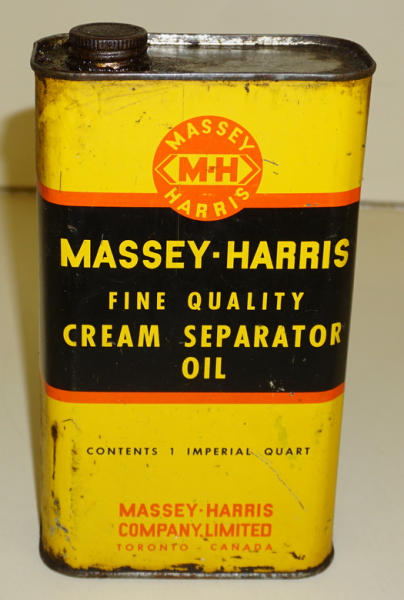 MASSEY
M-H
HARRIS
MASSEY-HARRIS
FINE QUALITY
CREAM SEPARATOR
OIL
CONTENTS 1 IMPERIAL QUART
MASSEY-HARRIS
COMPANY, LIMITED
TORONTO - CANADA